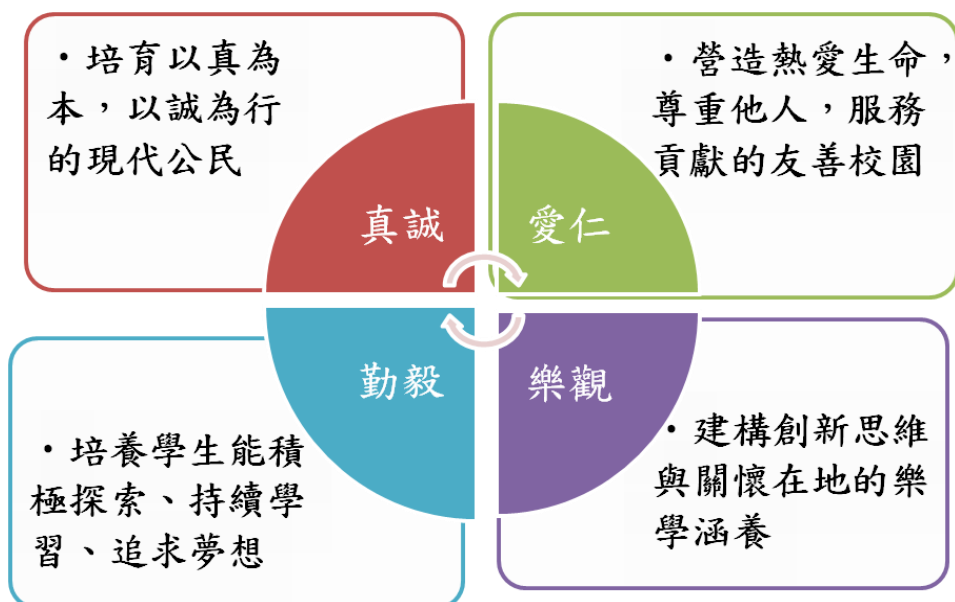 ・培育以真為
本，以誠為行
的現代公民
真誠
・營造熱愛生命，
尊重他人，服務
貢獻的友善校園
愛仁
勤毅
・培養學生能積
極探索、持續學
習、追求夢想
樂觀
・建構創新思維
與關懷在地的樂
學涵養